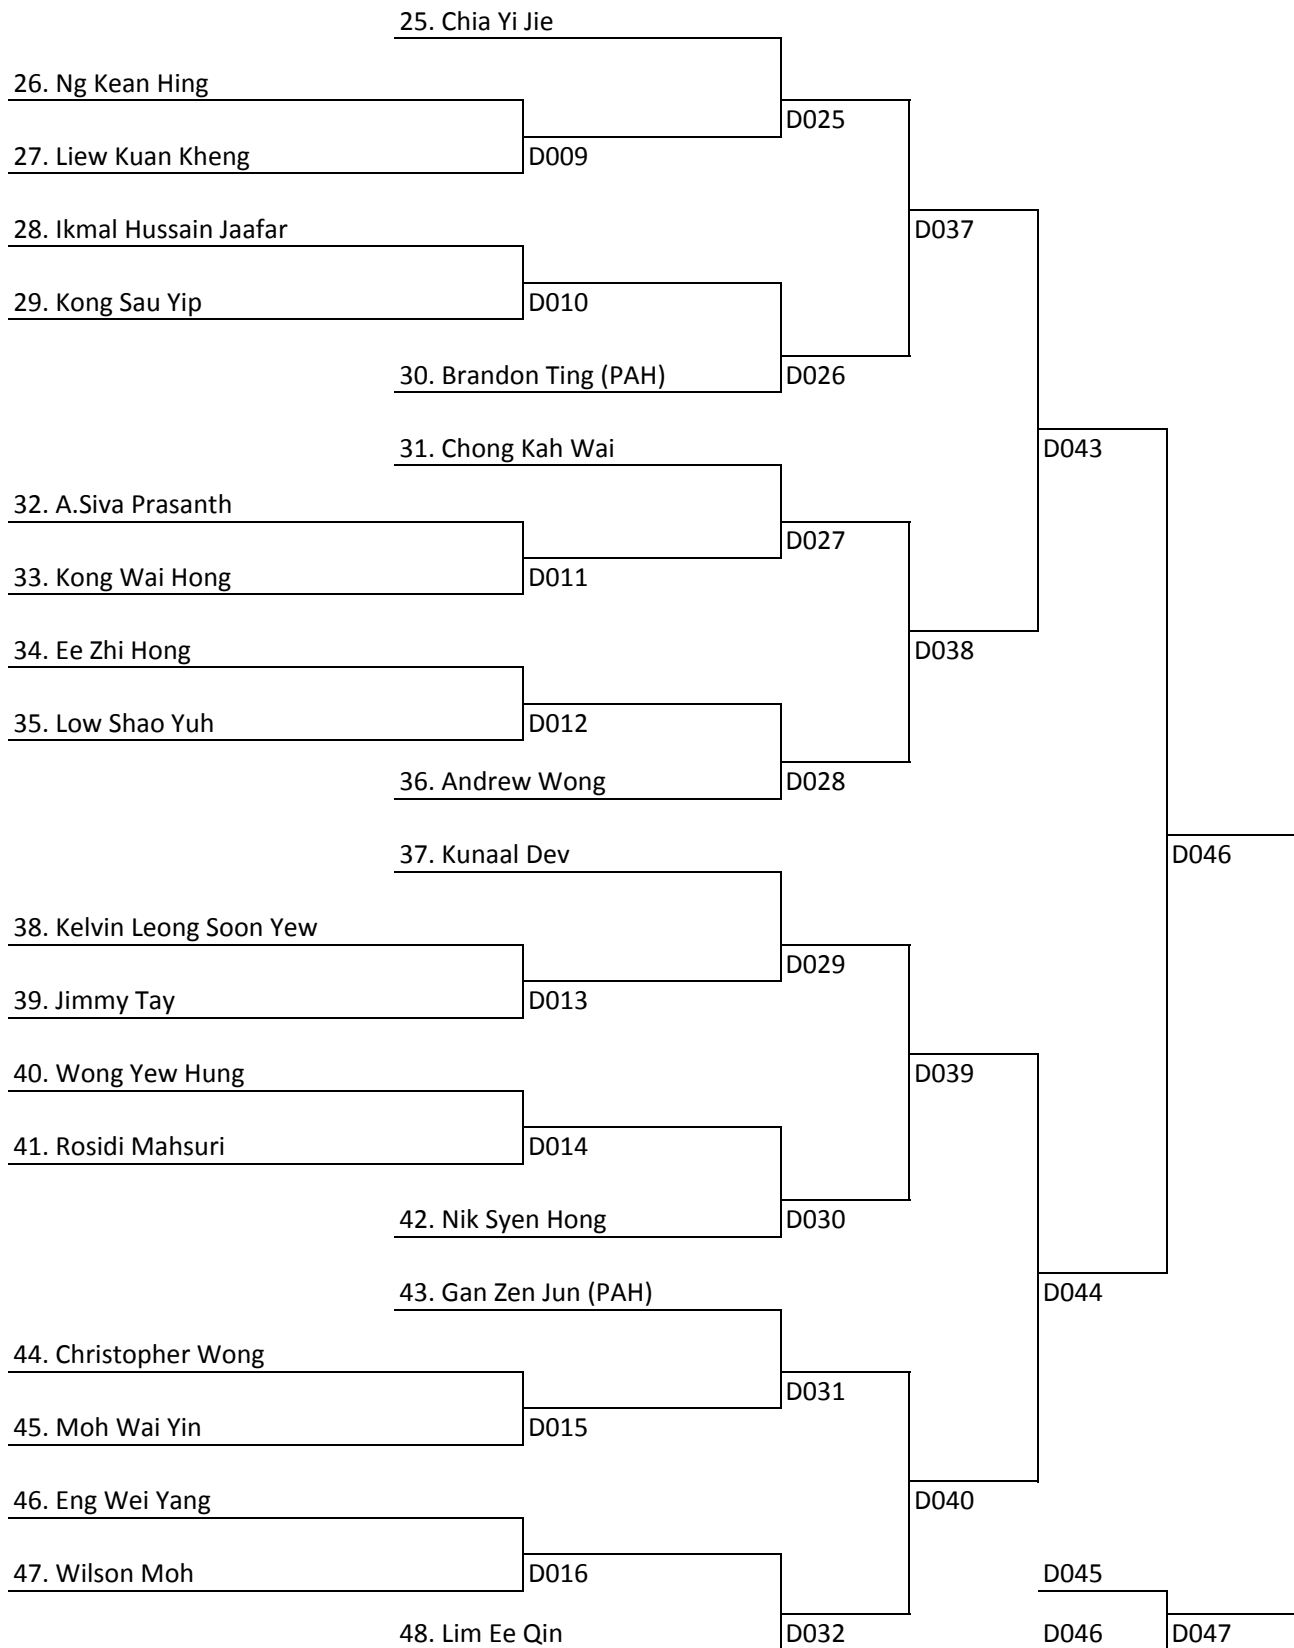 25. Chia Yi Jie
26. Ng Kean Hing
D025
27. Liew Kuan Kheng
D009
28. Ikmal Hussain Jaafar
D037
29. Kong Sau Yip
D010
30. Brandon Ting (PAH)
D026
31. Chong Kah Wai
D043
32. A.Siva Prasanth
D027
33. Kong Wai Hong
D011
34. Ee Zhi Hong
D038
35. Low Shao Yuh
D012
36. Andrew Wong
D028
37. Kunaal Dev
D046
38. Kelvin Leong Soon Yew
D029
39. Jimmy Tay
D013
40. Wong Yew Hung
D039
41. Rosidi Mahsuri
D014
42. Nik Syen Hong
D030
43. Gan Zen Jun (PAH)
D044
44. Christopher Wong
D031
45. Moh Wai Yin
D015
46. Eng Wei Yang
D040
47. Wilson Moh
D016
D045
48. Lim Ee Qin
D032
D046
D047